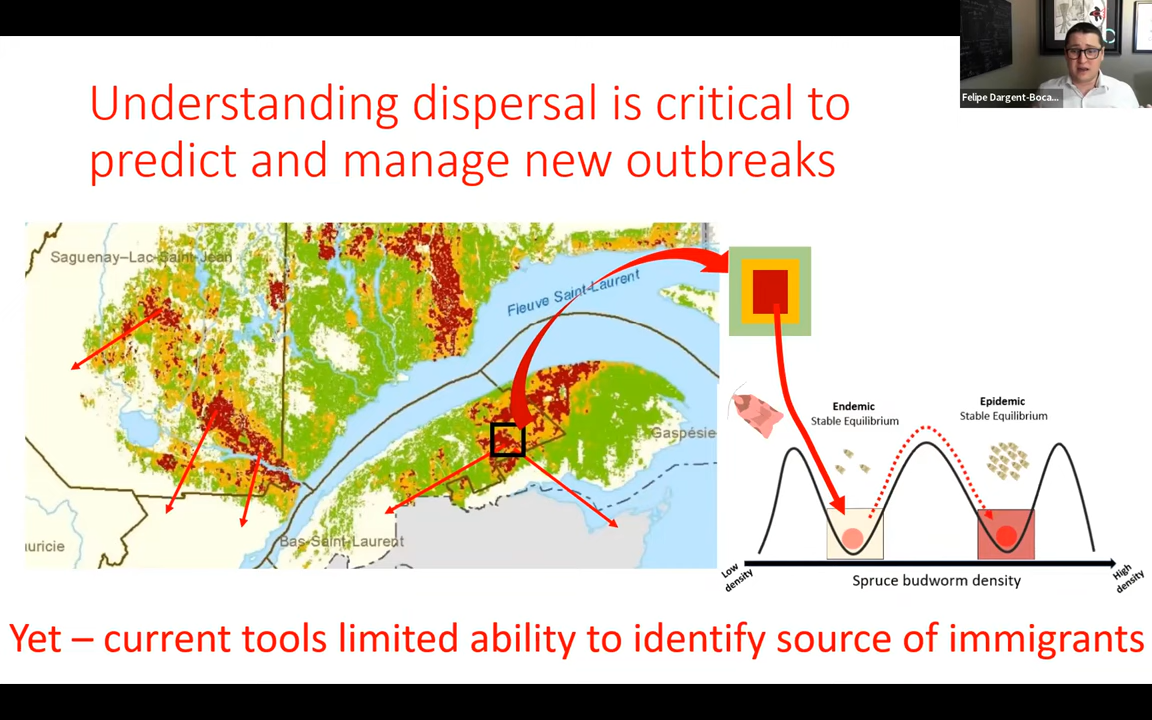 Felipe Dargent-Boca...
Understanding dispersal is critical to
predict and manage new outbreaks
Saguenay–Lac-Saint-Jean
Fleuve Saint-Laurent
Gaspésie
Bas-Saint-Laurent
uricie
Endemic
Stable Equilibrium
Epidemic
Stable Equilibrium
Low
density
High
density
Spruce budworm density
Yet – current tools limited ability to identify source of immigrants